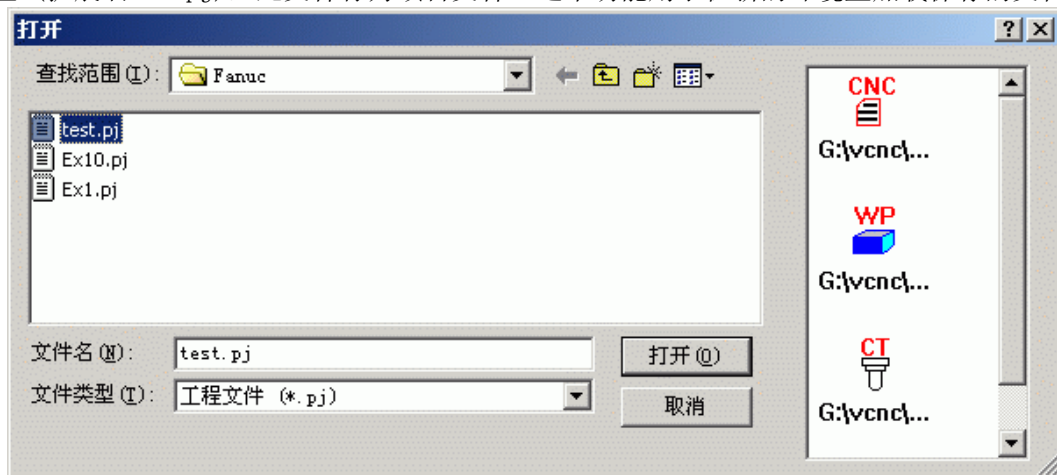 打开
查找范围(I): Fanuc
test.pj
Ex10.pj
Ex1.pj
文件名(N): test.pj
打开(O)
文件类型(T): 工程文件 (*.pj)
取消
CNC
G:\vcnc\...
WP
G:\vcnc\...
CT
G:\vcnc\...